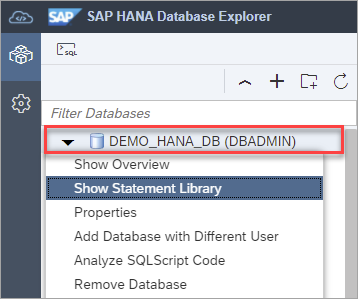 SAP SAP HANA Database Explorer
SQL
Filter Databases
DEMO_HANA_DB (DBADMIN)
Show Overview
Show Statement Library
Properties
Add Database with Different User
Analyze SQLScript Code
Remove Database